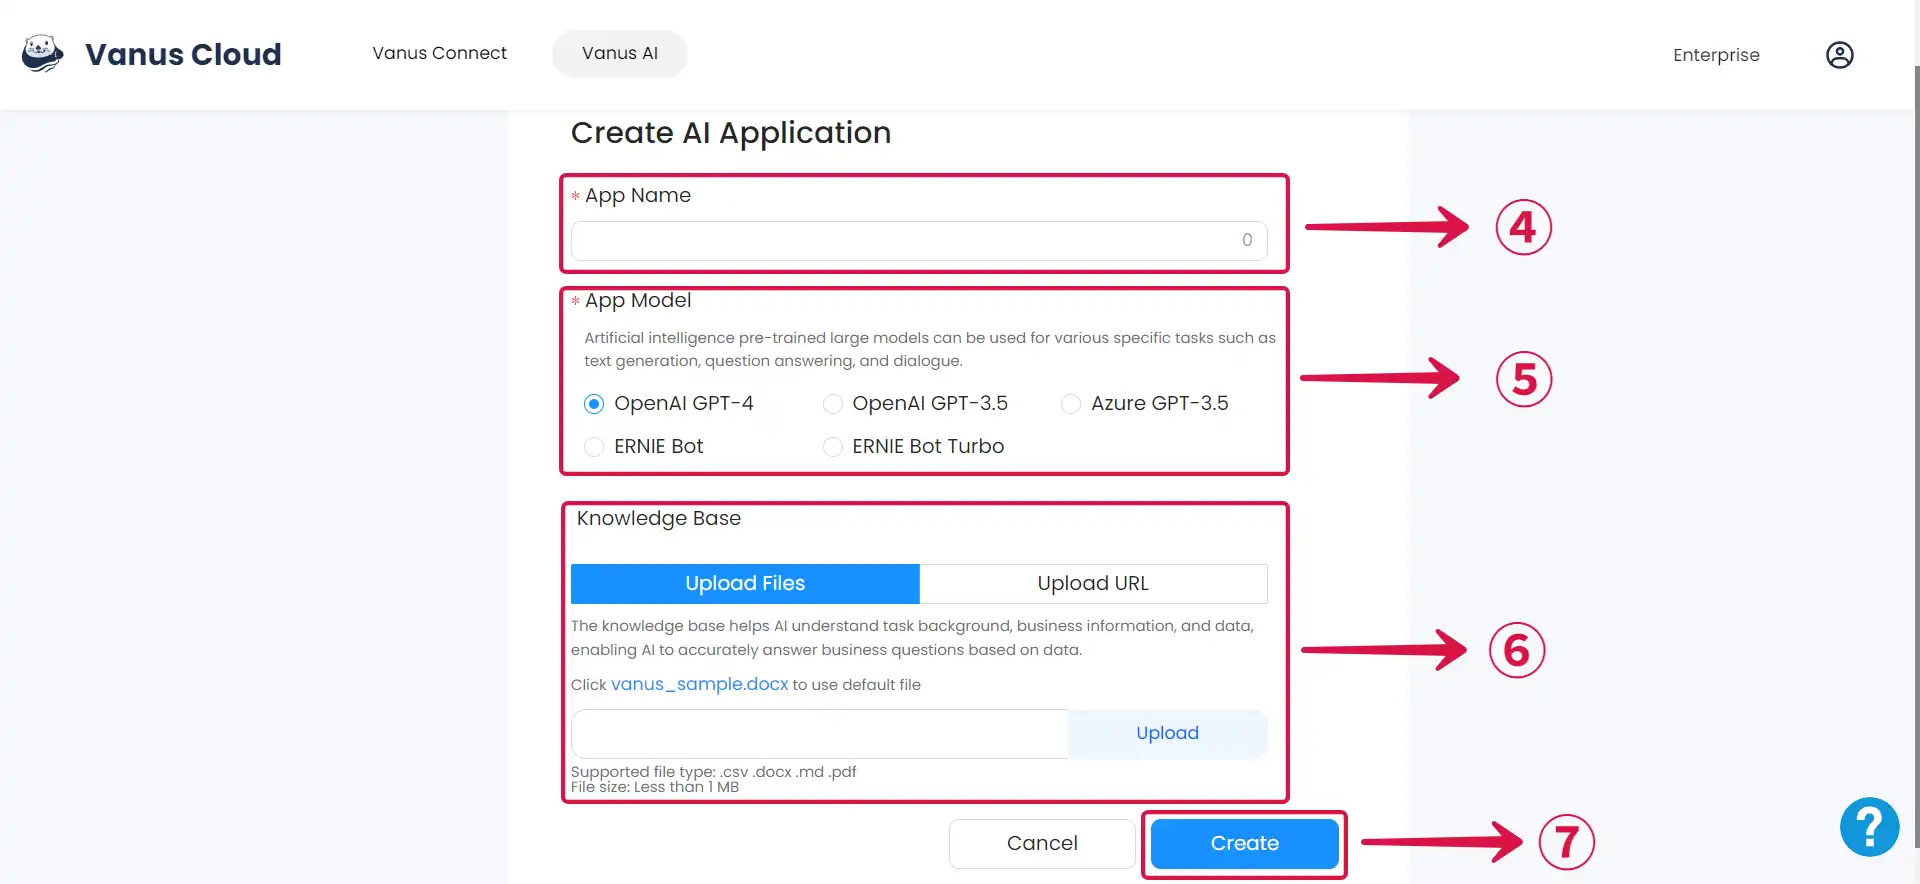 Vanus Cloud
Vanus Connect
Vanus AI
Enterprise
Create AI Application
* App Name
0
④
* App Model
Artificial intelligence pre-trained large models can be used for various specific tasks such as
text generation, question answering, and dialogue.
OpenAI GPT-4
OpenAI GPT-3.5
Azure GPT-3.5
ERNIE Bot
ERNIE Bot Turbo
⑤
Knowledge Base
Upload Files
Upload URL
The knowledge base helps AI understand task background, business information, and data,
enabling AI to accurately answer business questions based on data.
Click vanus_sample.docx to use default file
Upload
Supported file type: .csv .docx .md .pdf
File size: Less than 1 MB
⑥
Cancel
Create
⑦
?